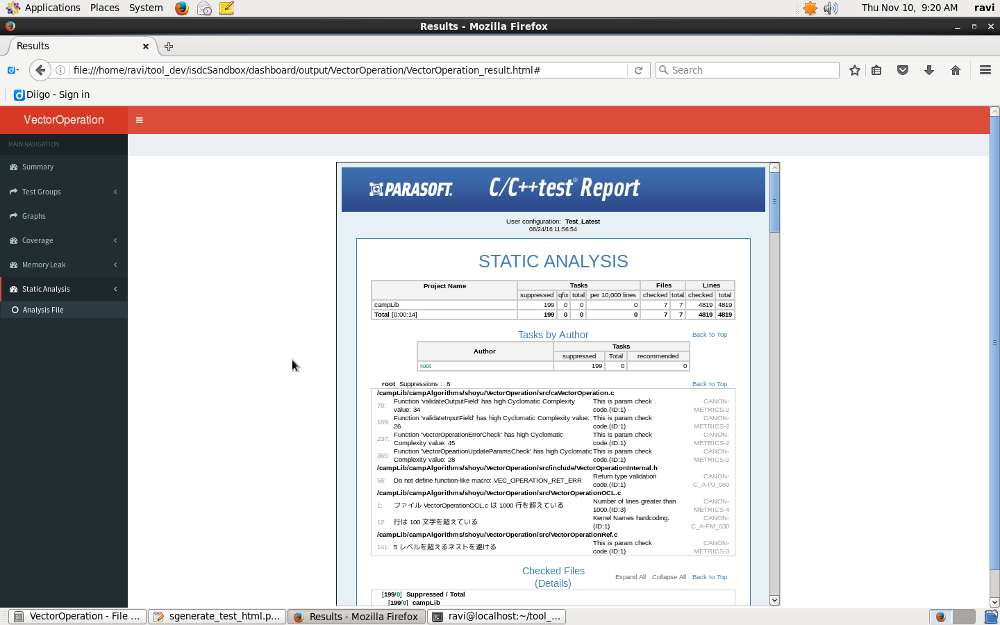 Applications Places System Thu Nov 10, 9:20 AM ravi
Results - Mozilla Firefox
Results
file:///home/ravi/tool_dev/isdcSandbox/dashboard/output/VectorOperation/VectorOperation_result.html# Search
Diigo - Sign in
VectorOperation
MAIN NAVIGATION
Summary
Test Groups
Graphs
Coverage
Memory Leak
Static Analysis
Analysis File
PARASOFT® C/C++test® Report
User configuration: Test_Latest
08/24/16 11:56:54
STATIC ANALYSIS
Project Name Tasks Files Lines
suppressed qfix total per 10,000 lines checked total checked total
campLib 199 0 0 0 7 7 4819 4819
Total [0:00:14] 199 0 0 0 7 7 4819 4819
Tasks by Author Back to Top
Author Tasks
suppressed Total recommended
root 199 0 0
root Suppressions : 8 Back to Top
/campLib/campAlgorithms/shoyu/VectorOperation/src/caVectorOperation.c
78: Function 'validateOutputField' has high Cyclomatic Complexity This is param check CANON-
value: 34 code.(ID:1) METRICS-2
169: Function 'validateInputField' has high Cyclomatic Complexity value: This is param check CANON-
26 code.(ID:1) METRICS-2
237: Function 'VectorOperationErrorCheck' has high Cyclomatic This is param check CANON-
Complexity value: 45 code.(ID:1) METRICS-2
365: Function 'VectorOpeartionUpdateParamsCheck' has high Cyclomatic This is param check CANON-
Complexity value: 28 code.(ID:1) METRICS-2
/campLib/campAlgorithms/shoyu/VectorOperation/src/include/VectorOperationInternal.h
56: Do not define function-like macro: VEC_OPERATION_RET_ERR Return type validation CANON-
code.(ID:1) C_A-PJ_060
/campLib/campAlgorithms/shoyu/VectorOperation/src/VectorOperationOCL.c
1: ファイル VectorOperationOCL.c は 1000 行を超えている Number of lines greater than CANON-
1000.(ID:3) METRICS-4
12: 行は 100 文字を超えている Kernel Names hardcoding. CANON-
(ID:1) C_A-FM_030
/campLib/campAlgorithms/shoyu/VectorOperation/src/VectorOperationRef.c
141: 5 レベルを超えるネストを避ける This is param check CANON-
code.(ID:1) METRICS-3
Checked Files
(Details) Expand All Collapse All Back to Top
[199/0] Suppressed / Total
[199/0] campLib
VectorOperation - File ... sgenerate_test_html.p... Results - Mozilla Firefox ravi@localhost:~/tool_...